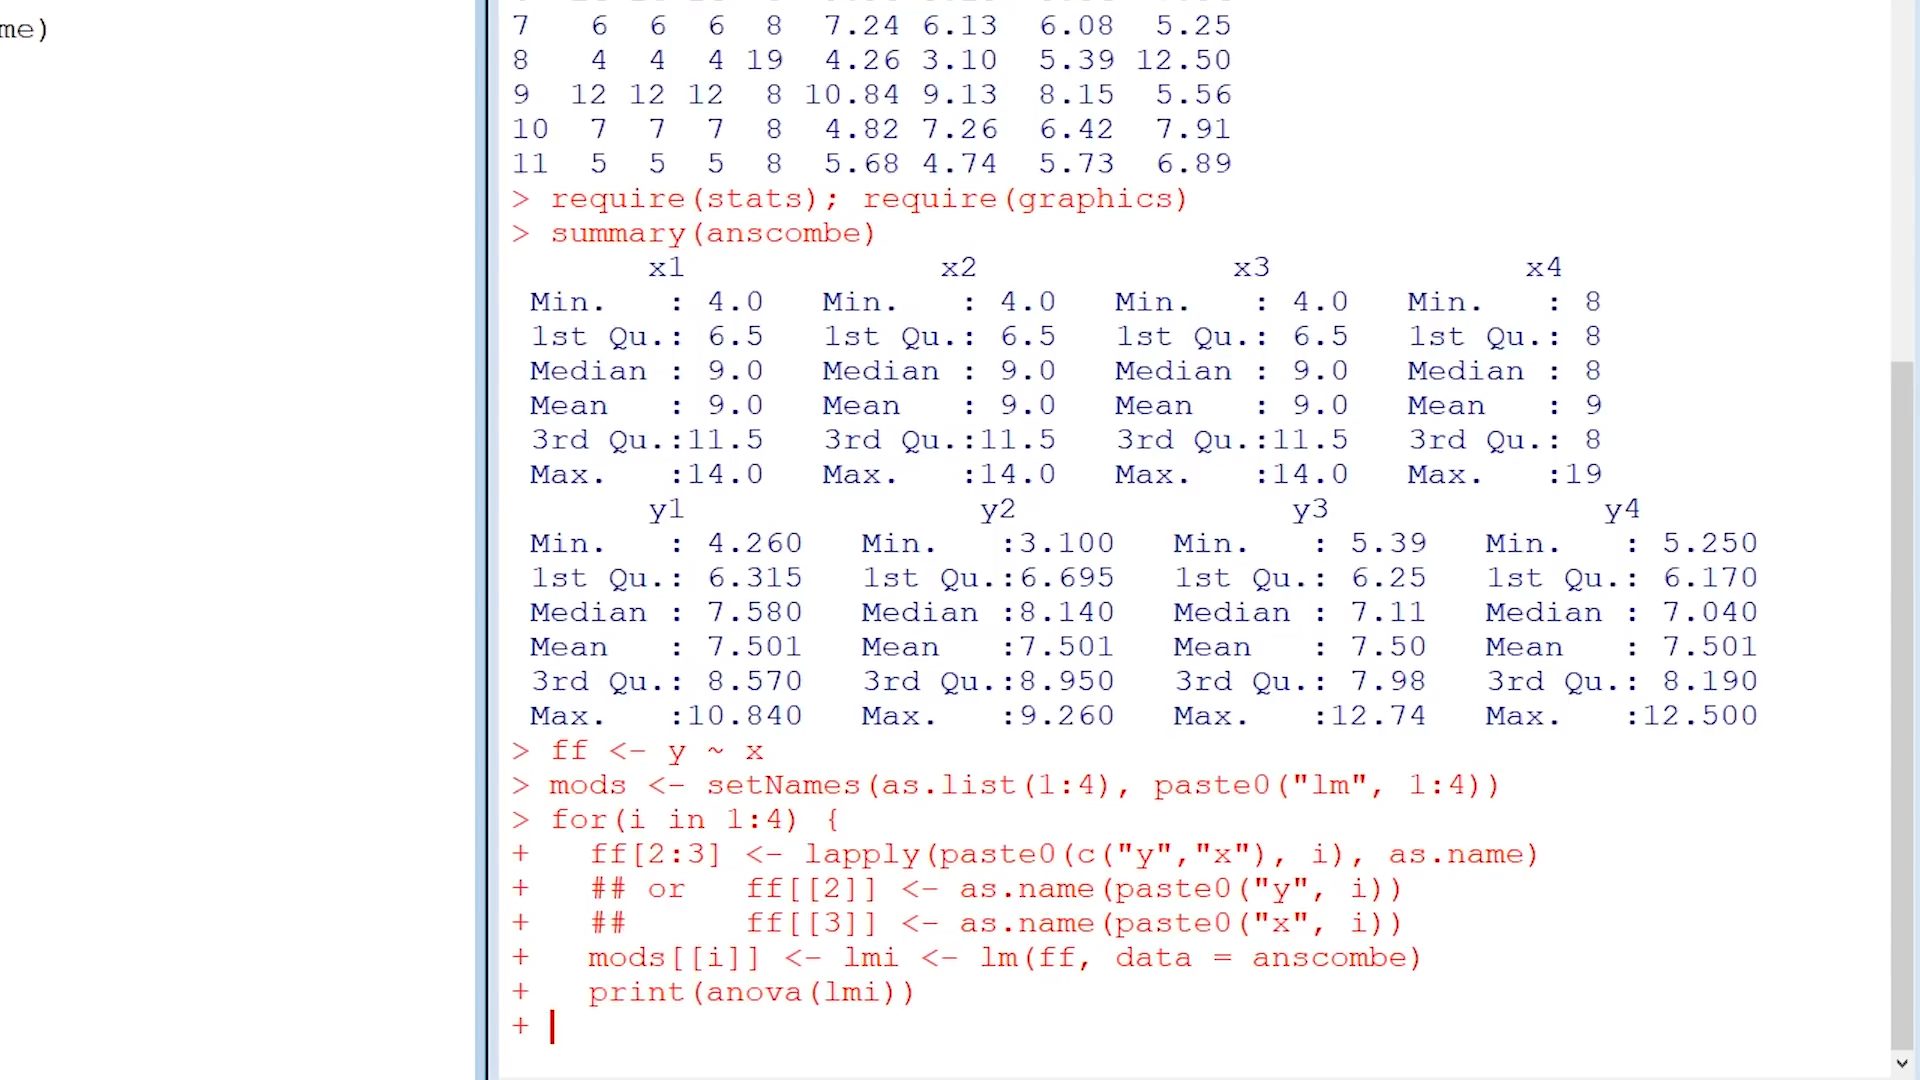 me)
7 6 6 6 8 7.24 6.13 6.08 5.25
8 4 4 4 19 4.26 3.10 5.39 12.50
9 12 12 12 8 10.84 9.13 8.15 5.56
10 7 7 7 8 4.82 7.26 6.42 7.91
11 5 5 5 8 5.68 4.74 5.73 6.89
> require(stats); require(graphics)
> summary(anscombe)
x1 x2 x3 x4
Min. : 4.0 Min. : 4.0 Min. : 4.0 Min. : 8
1st Qu.: 6.5 1st Qu.: 6.5 1st Qu.: 6.5 1st Qu.: 8
Median : 9.0 Median : 9.0 Median : 9.0 Median : 8
Mean : 9.0 Mean : 9.0 Mean : 9.0 Mean : 9
3rd Qu.:11.5 3rd Qu.:11.5 3rd Qu.:11.5 3rd Qu.: 8
Max. :14.0 Max. :14.0 Max. :14.0 Max. :19
y1 y2 y3 y4
Min. : 4.260 Min. :3.100 Min. : 5.39 Min. : 5.250
1st Qu.: 6.315 1st Qu.:6.695 1st Qu.: 6.25 1st Qu.: 6.170
Median : 7.580 Median :8.140 Median : 7.11 Median : 7.040
Mean : 7.501 Mean :7.501 Mean : 7.50 Mean : 7.501
3rd Qu.: 8.570 3rd Qu.:8.950 3rd Qu.: 7.98 3rd Qu.: 8.190
Max. :10.840 Max. :9.260 Max. :12.74 Max. :12.500
> ff <- y ~ x
> mods <- setNames(as.list(1:4), paste0("lm", 1:4))
> for(i in 1:4) {
+ ff[2:3] <- lapply(paste0(c("y","x"), i), as.name)
+ ## or ff[[2]] <- as.name(paste0("y", i))
+ ## ff[[3]] <- as.name(paste0("x", i))
+ mods[[i]] <- lmi <- lm(ff, data = anscombe)
+ print(anova(lmi))
+